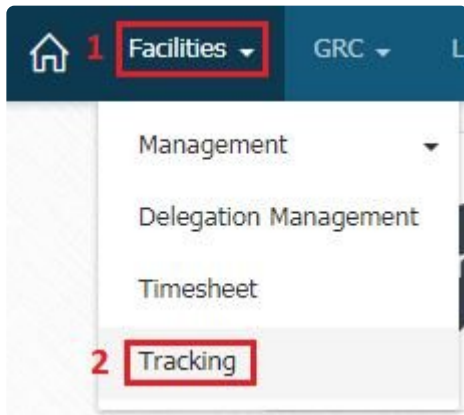 1 Facilities GRC L
Management
Delegation Management
Timesheet
2 Tracking